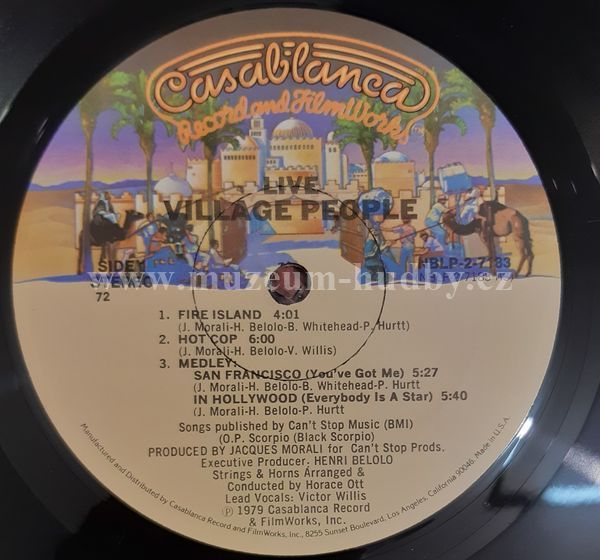 Casablanca
Record and FilmWorks
LIVE
VILLAGE PEOPLE
SIDE
STEREO
72
NBLP-2-7183
www.muzeum-hudby.cz
1. FIRE ISLAND 4:01
(J. Morali-H. Belolo-B. Whitehead-P. Hurtt)
2. HOT COP 6:00
(J. Morali-H. Belolo-V. Willis)
3. MEDLEY:
SAN FRANCISCO (You've Got Me) 5:27
(J. Morali-H. Belolo-B. Whitehead-P. Hurtt
IN HOLLYWOOD (Everybody Is A Star) 5:40
(J. Morali-H. Belolo-P. Hurtt
Songs published by Can't Stop Music (BMI)
(O.P. Scorpio (Black Scorpio)
PRODUCED BY JACQUES MORALI for Can't Stop Prods.
Executive Producer: HENRI BELOLO
Strings & Horns Arranged &
Conducted by Horace Ott
Lead Vocals: Victor Willis
℗ 1979 Casablanca Record
& FilmWorks, Inc.
Manufactured and Distributed by Casablanca Record and FilmWorks, Inc., 8255 Sunset Boulevard, Los Angeles, California 90046, Made in U.S.A.